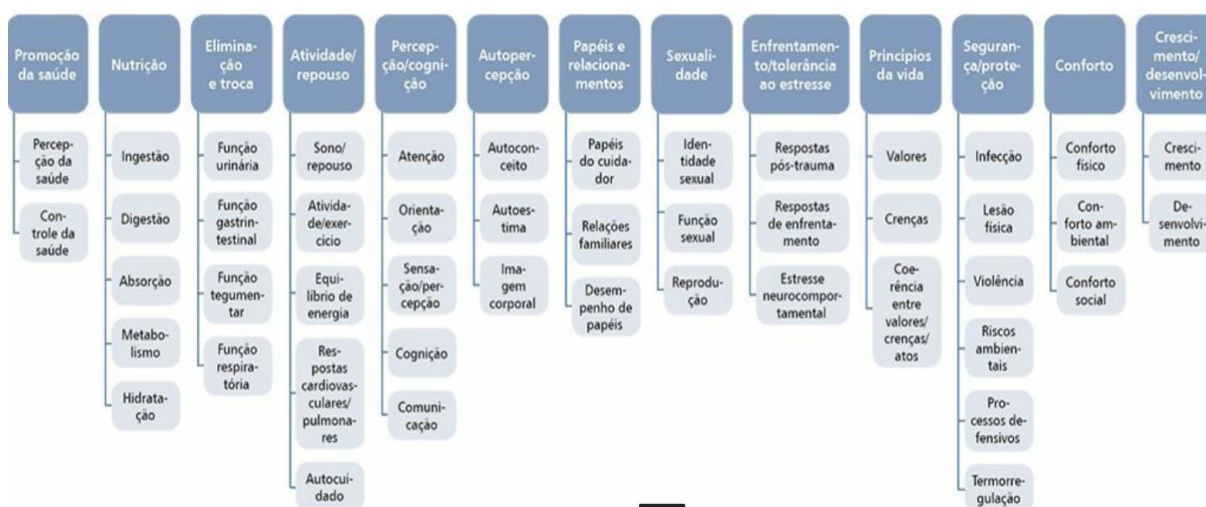 Promoção
da saúde
Percep-
ção da
saúde
Con-
trole da
saúde
Nutrição
Ingestão
Digestão
Absorção
Metabo-
lismo
Hidrata-
ção
Elimina-
ção
e troca
Função
urinária
Função
gastrin-
testinal
Função
tegumen-
tar
Função
respira-
tória
Atividade/
repouso
Sono/
repouso
Ativida-
de/exer-
cício
Equi-
líbrio de
energia
Res-
postas
cardiovas-
culares/
pulmona-
res
Autocui-
dado
Percep-
ção/cogni-
ção
Atenção
Orienta-
ção
Sensa-
ção/per-
cepção
Cognição
Comuni-
cação
Autoper-
cepção
Autocon-
ceito
Autoes-
tima
Ima-
gem
corporal
Papéis e
relaciona-
mentos
Papéis
do cuida-
dor
Relações
familiares
Desem-
penho de
papéis
Sexuali-
dade
Iden-
tidade
sexual
Função
sexual
Reprodu-
ção
Enfrentamen-
to/tolerância
ao estresse
Respostas
pós-trauma
Respostas
de enfrenta-
mento
Estresse
neurocompor-
tamental
Princípios
da vida
Valores
Crenças
Coe-
rência
entre
valores/
crenças/
atos
Seguran-
ça/prote-
ção
Infecção
Lesão
física
Violência
Riscos
ambien-
tais
Pro-
cessos de-
fensivos
Termorre-
gulação
Conforto
Conforto
físico
Con-
forto am-
biental
Conforto
social
Cresci-
mento/
desenvol-
vimento
Cresci-
mento
De-
senvolvi-
mento